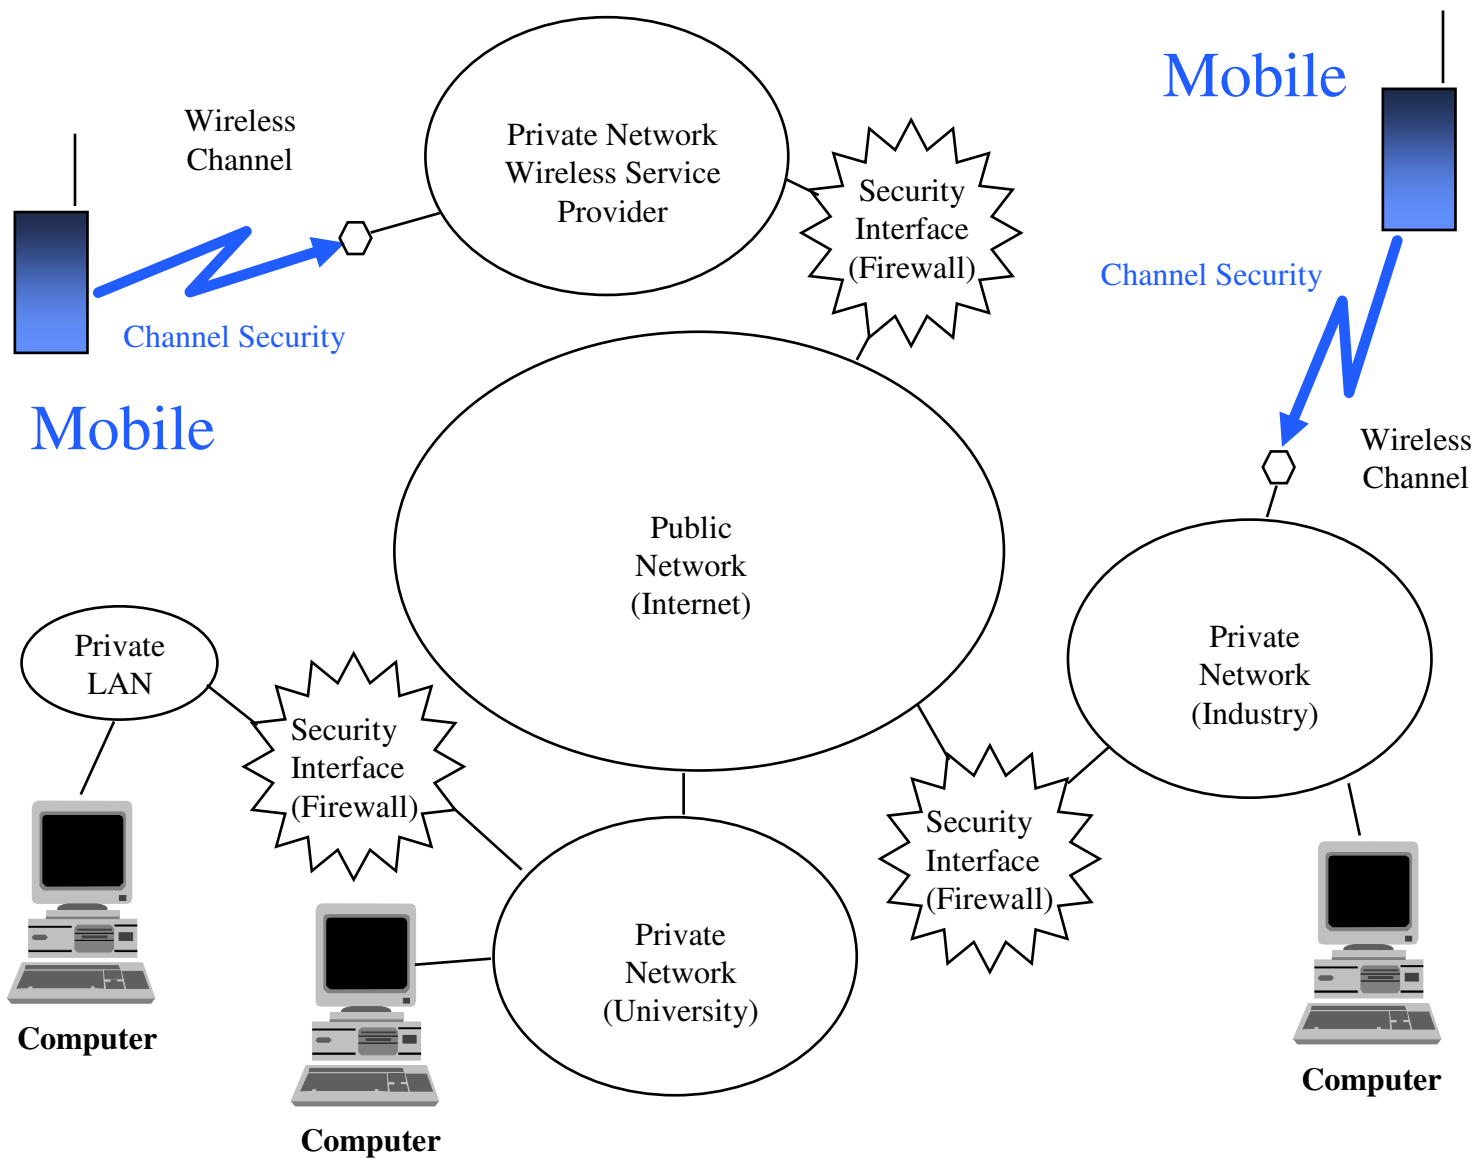 Mobile
Wireless
Channel
Private Network
Wireless Service
Provider
Security
Interface
(Firewall)
Channel Security
Channel Security
Mobile
Wireless
Channel
Public
Network
(Internet)
Private
LAN
Private
Network
(Industry)
Security
Interface
(Firewall)
Security
Interface
(Firewall)
Private
Network
(University)
Computer
Computer
Computer